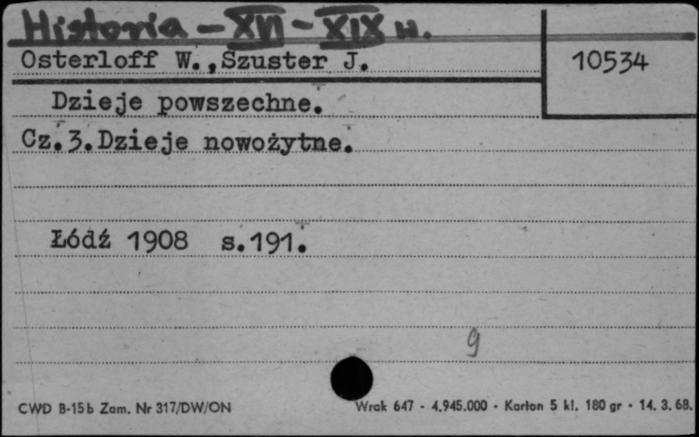 Historia - XVI - XIX w.
Osterloff W., Szuster J.
10534
Dzieje powszechne.
Cz.3.Dzieje nowożytne.
Łódź 1908 s.191.
9
CWD B-15b Zam. Nr 317/DW/ON
Wrak 647 - 4.945.000 - Karton 5 kl. 180 gr - 14. 3. 68.